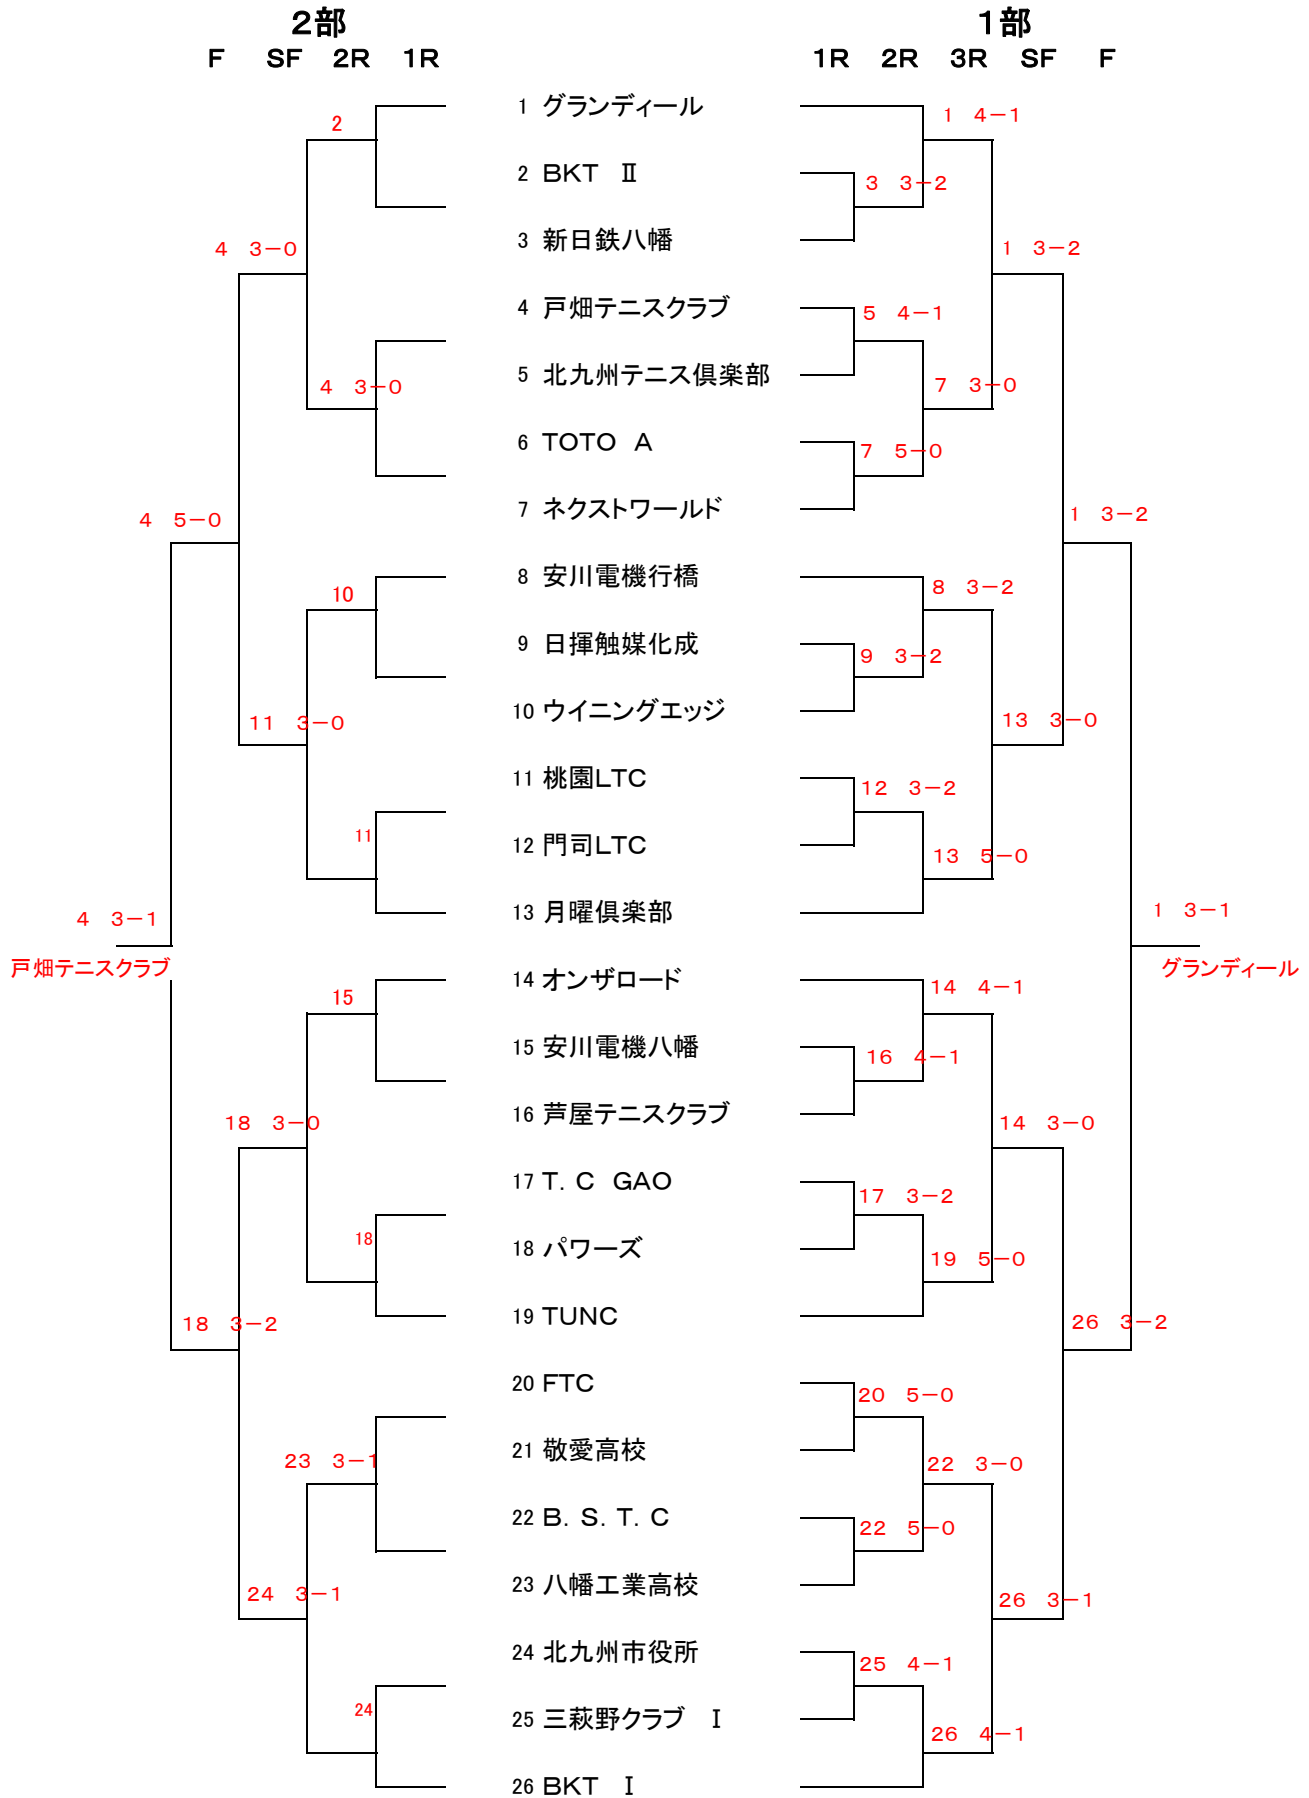 ２部 １部
F SF ２R １R １R ２R ３R SF F
1 グランディール 1 ４－１
2
2 BKT Ⅱ 3 ３－２
3 新日鉄八幡
4 ３－０ 1 ３－２
4 戸畑テニスクラブ 5 ４－１
5 北九州テニス倶楽部
4 ３－０ 7 ３－０
6 TOTO A 7 ５－０
7 ネクストワールド
4 ５－０ 1 ３－２
8 安川電機行橋 8 ３－２
10
9 日揮触媒化成 9 ３－２
10 ウイニングエッジ
11 ３－０ 13 ３－０
11 桃園LTC 12 ３－２
11
12 門司LTC 13 ５－０
13 月曜倶楽部
4 ３－１ 1 ３－１
戸畑テニスクラブ グランディール
14 オンザロード 14 ４－１
15
15 安川電機八幡 16 ４－１
16 芦屋テニスクラブ
18 ３－０ 14 ３－０
17 T．C GAO 17 ３－２
18
18 パワーズ 19 ５－０
19 TUNC
18 ３－２ 26 ３－２
20 FTC 20 ５－０
21 敬愛高校
23 ３－１ 22 ３－０
22 B．S．T．C 22 ５－０
23 八幡工業高校
24 ３－１ 26 ３－１
24 北九州市役所 25 ４－１
24
25 三萩野クラブ Ⅰ 26 ４－１
26 BKT Ⅰ